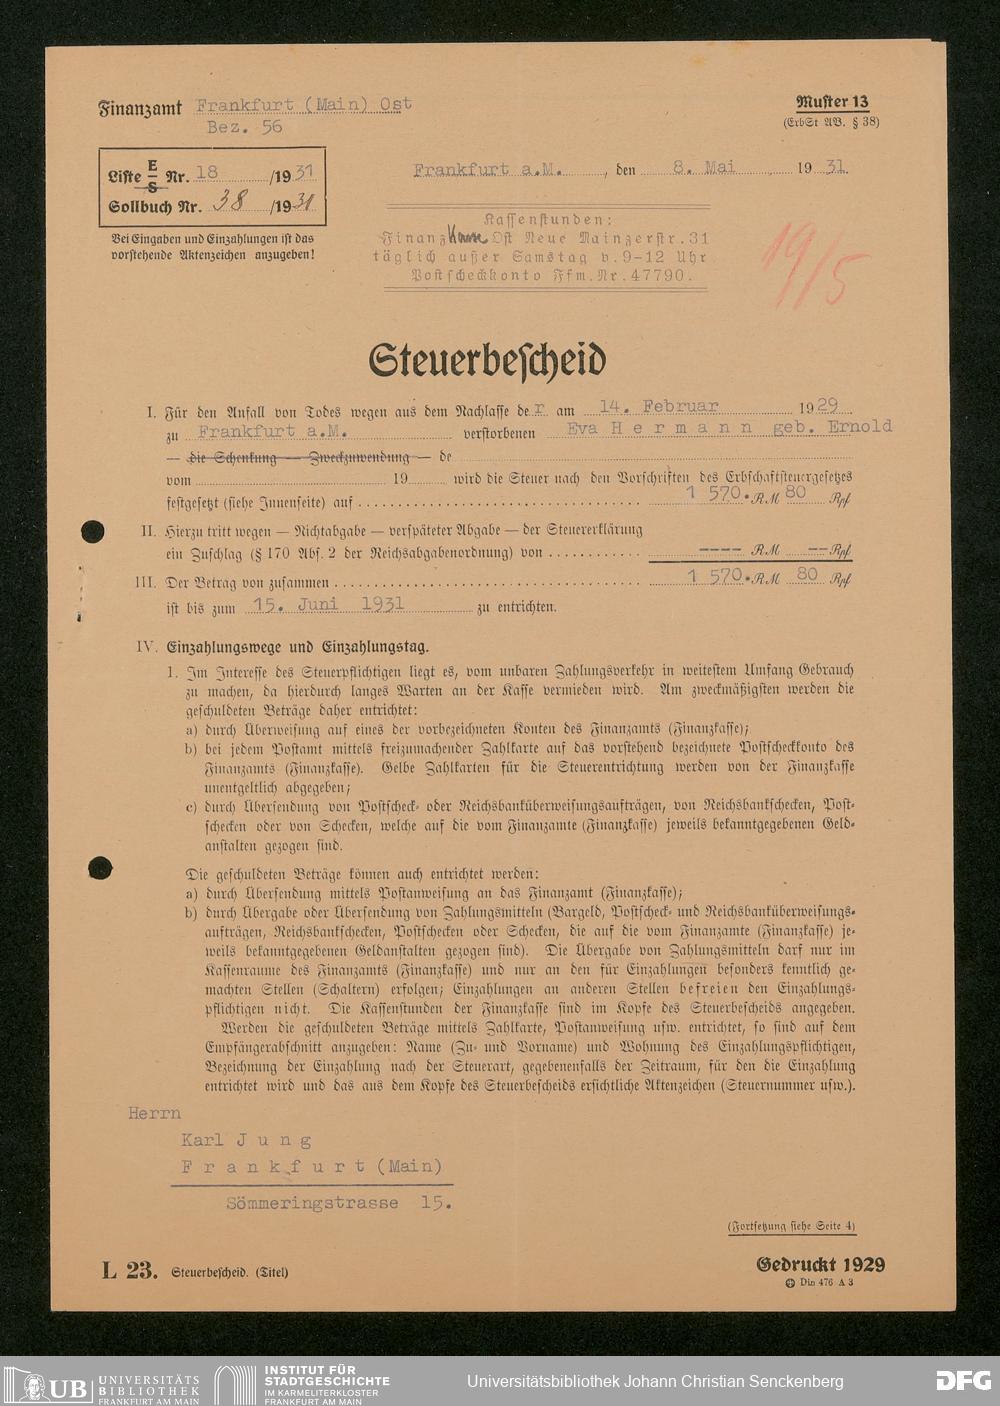 Finanzamt Frankfurt (Main) Ost
Bez. 56
Muster 13
(ErbSt AB. § 38)
Liste E/S Nr. 18 /1931
Sollbuch Nr. 38 /1931
Bei Eingaben und Einzahlungen ist das
vorstehende Aktenzeichen anzugeben!
Frankfurt a.M. , den 8. Mai 1931.
Kassenstunden:
Finanzkasse Ost Neue Mainzerstr. 31
täglich außer Samstag v. 9-12 Uhr
Postscheckkonto Ffm. Nr. 47790.
19/5
Steuerbescheid
I. Für den Anfall von Todes wegen aus dem Nachlasse der am 14. Februar 1929
zu Frankfurt a.M. verstorbenen Eva Hermann geb. Ernold
— die Schenkung — Zweckzuwendung — de
vom 19 wird die Steuer nach den Vorschriften des Erbschaftsteuergesetzes
festgesetzt (siehe Innenseite) auf 1 570.RM 80 Rpf
II. Hierzu tritt wegen — Nichtabgabe — verspäteter Abgabe — der Steuererklärung
ein Zuschlag (§ 170 Abs. 2 der Reichsabgabenordnung) von ---- RM --Rpf
III. Der Betrag von zusammen 1 570.RM 80 Rpf
ist bis zum 15. Juni 1931 zu entrichten.
IV. Einzahlungswege und Einzahlungstag.
1. Im Interesse des Steuerpflichtigen liegt es, vom unbaren Zahlungsverkehr in weitestem Umfang Gebrauch
zu machen, da hierdurch langes Warten an der Kasse vermieden wird. Am zweckmäßigsten werden die
geschuldeten Beträge daher entrichtet:
a) durch Überweisung auf eines der vorbezeichneten Konten des Finanzamts (Finanzkasse);
b) bei jedem Postamt mittels freizumachender Zahlkarte auf das vorstehend bezeichnete Postscheckkonto des
Finanzamts (Finanzkasse). Gelbe Zahlkarten für die Steuerentrichtung werden von der Finanzkasse
unentgeltlich abgegeben;
c) durch Übersendung von Postscheck- oder Reichsbanküberweisungsaufträgen, von Reichsbankschecken, Post-
schecken oder von Schecken, welche auf die vom Finanzamte (Finanzkasse) jeweils bekanntgegebenen Geld-
anstalten gezogen sind.
Die geschuldeten Beträge können auch entrichtet werden:
a) durch Übersendung mittels Postanweisung an das Finanzamt (Finanzkasse);
b) durch Übergabe oder Übersendung von Zahlungsmitteln (Bargeld, Postscheck- und Reichsbanküberweisungs-
aufträgen, Reichsbankschecken, Postschecken oder Schecken, die auf die vom Finanzamte (Finanzkasse) je-
weils bekanntgegebenen Geldanstalten gezogen sind). Die Übergabe von Zahlungsmitteln darf nur im
Kassenraume des Finanzamts (Finanzkasse) und nur an den für Einzahlungen besonders kenntlich ge-
machten Stellen (Schaltern) erfolgen; Einzahlungen an anderen Stellen befreien den Einzahlungs-
pflichtigen nicht. Die Kassenstunden der Finanzkasse sind im Kopfe des Steuerbescheids angegeben.
Werden die geschuldeten Beträge mittels Zahlkarte, Postanweisung usw. entrichtet, so sind auf dem
Empfängerabschnitt anzugeben: Name (Zu- und Vorname) und Wohnung des Einzahlungspflichtigen,
Bezeichnung der Einzahlung nach der Steuerart, gegebenenfalls der Zeitraum, für den die Einzahlung
entrichtet wird und das aus dem Kopfe des Steuerbescheids ersichtliche Aktenzeichen (Steuernummer usw.).
Herrn
Karl Jung
Frankfurt (Main)
Sömmeringstrasse 15.
(Fortsetzung siehe Seite 4)
L 23. Steuerbescheid. (Titel)
Gedruckt 1929
Din 476 A 3
UB UNIVERSITÄTS
BIBLIOTHEK
FRANKFURT AM MAIN
INSTITUT FÜR
STADTGESCHICHTE
IM KARMELITERKLOSTER
FRANKFURT AM MAIN
Universitätsbibliothek Johann Christian Senckenberg
DFG